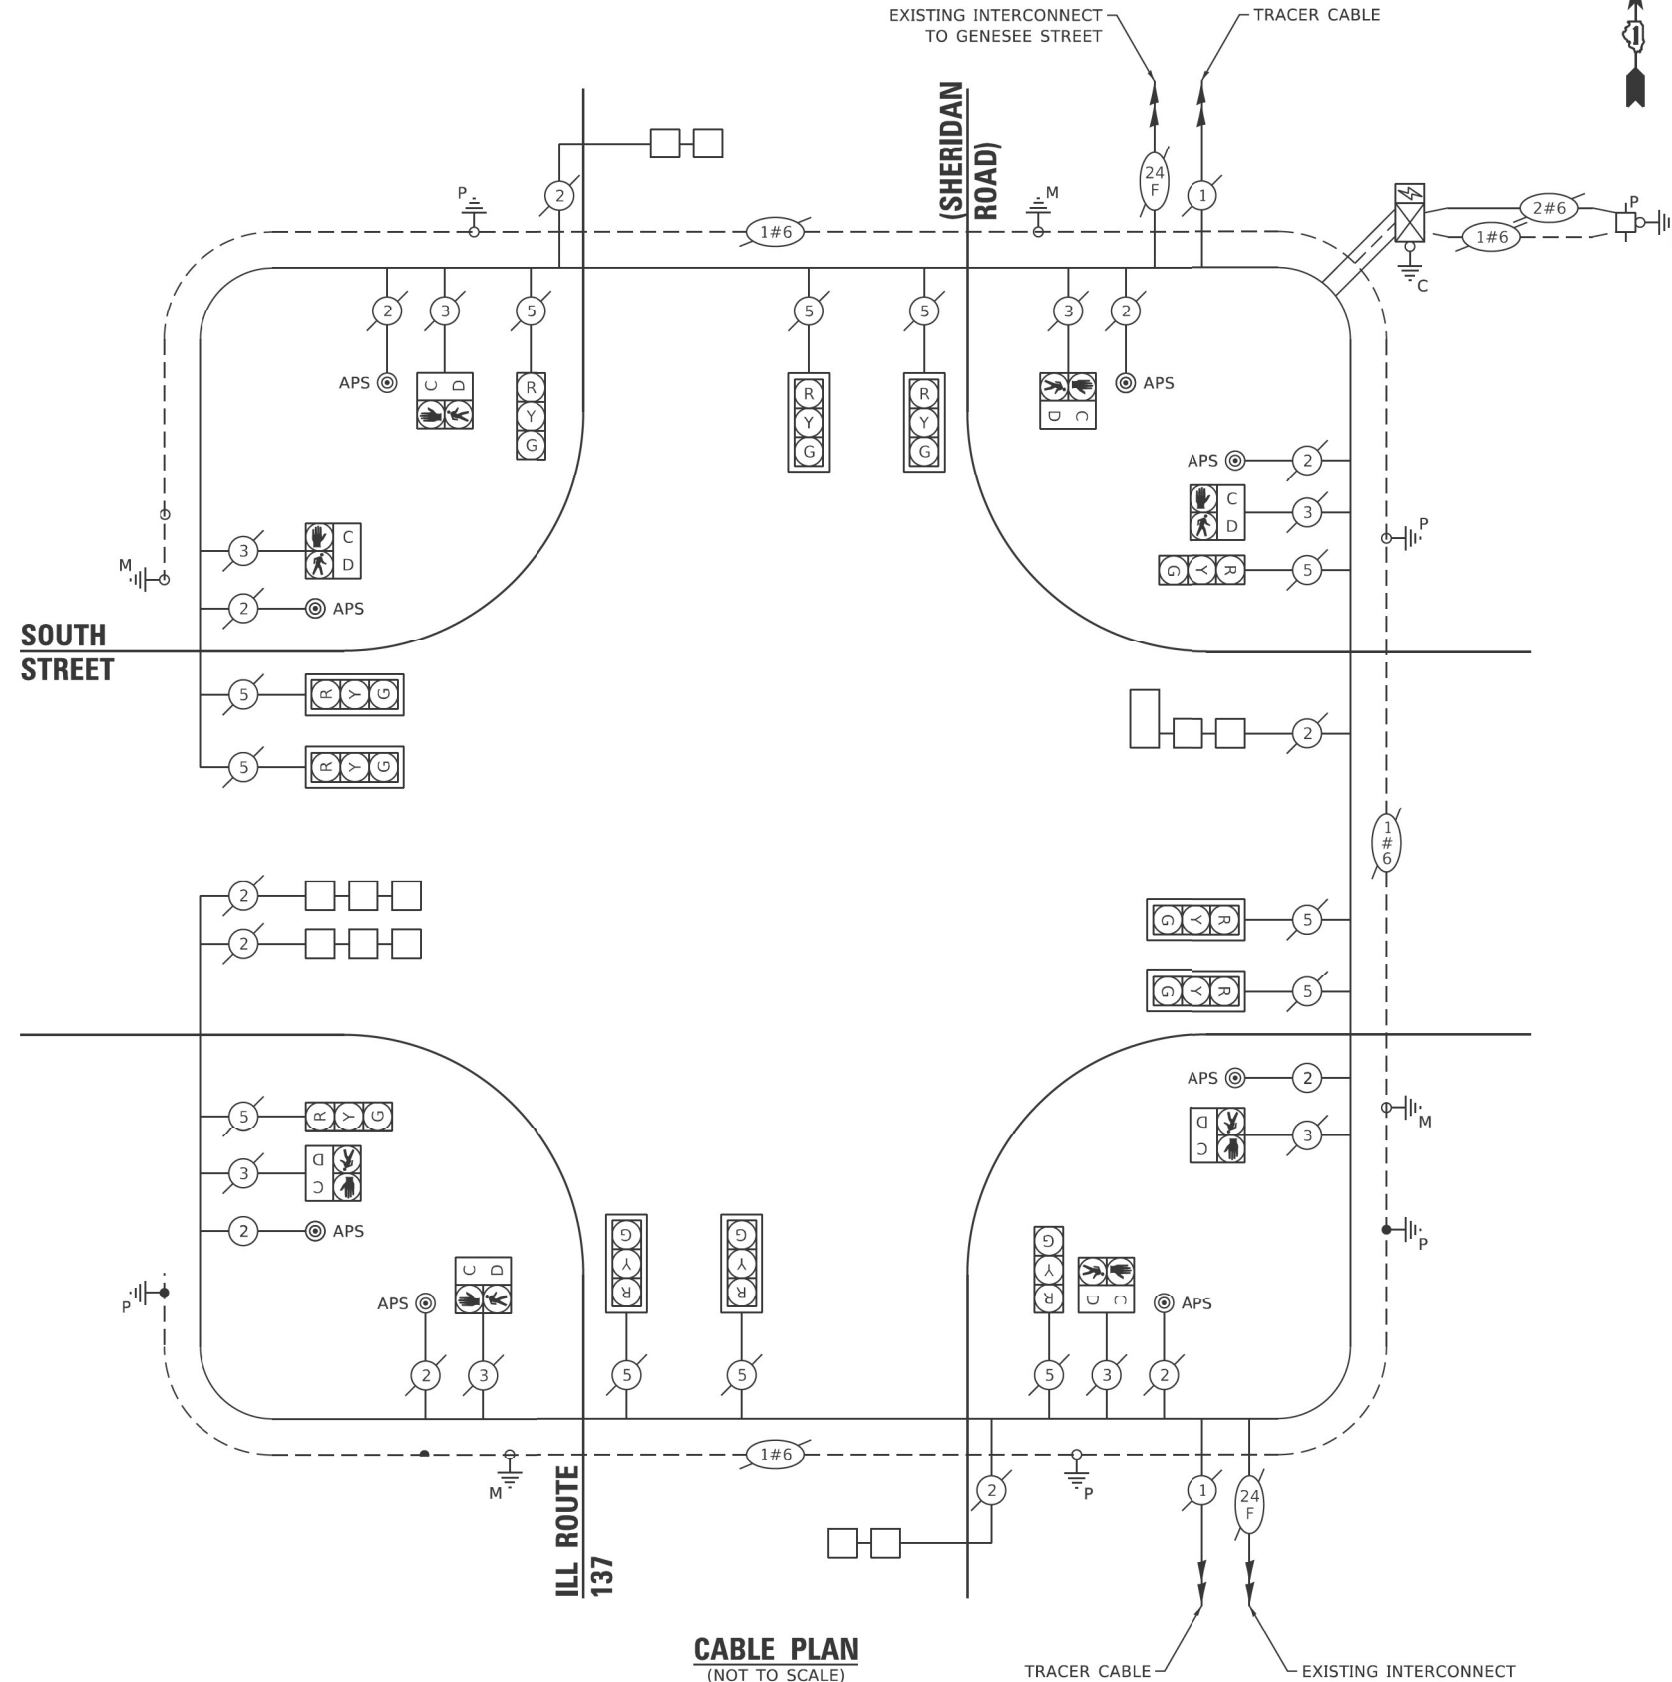 EXISTING INTERCONNECT
TO GENESEE STREET
TRACER CABLE
(SHERIDAN
ROAD)
24
F
1
2
P
1#6
M
2#6
P
1#6
C
2
3
5
5
5
3
2
APS
C D
R
Y
G
R
Y
G
R
Y
G
D C
APS
APS
2
C
D
3
P
G Y R
5
3
C
D
M
2
APS
SOUTH
STREET
5
R Y G
2
5
R Y G
1
#
6
2
2
G Y R
5
G Y R
5
APS
2
D
C
3
M
5
R Y G
3
D
C
2
APS
P
P
APS
C D
G
Y
R
G
Y
R
G
Y
R
D C
APS
2
3
5
5
5
3
2
M
1#6
P
2
1
24
F
ILL ROUTE
137
CABLE PLAN
(NOT TO SCALE)
TRACER CABLE
EXISTING INTERCONNECT